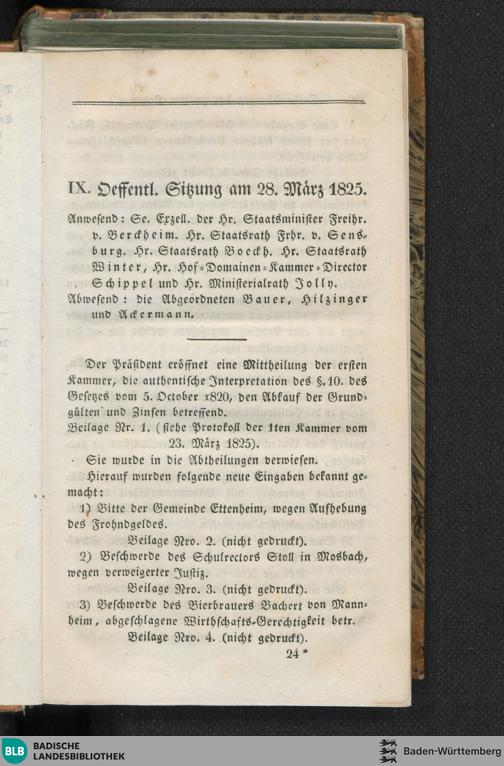 IX. Oeffentl. Sitzung am 28. März 1825.
Anwesend: Se. Erzell. der Hr. Staatsminister Freihr.
v. Berckheim. Hr. Staatsrath Frhr. v. Sens-
burg. Hr. Staatsrath Boeckh. Hr. Staatsrath
Winter, Hr. Hof-Domainen-Kammer-Director
Schippel und Hr. Ministerialrath Jolly.
Abwesend: die Abgeordneten Bauer, Hilzinger
und Ackermann.
Der Präsident eröffnet eine Mittheilung der ersten
Kammer, die authentische Interpretation des §. 10. des
Gesetzes vom 5. October 1820, den Abkauf der Grund-
gülten und Zinsen betreffend.
Beilage Nr. 1. (siehe Protokoll der 1ten Kammer vom
23. März 1825).
Sie wurde in die Abtheilungen verwiesen.
Hierauf wurden folgende neue Eingaben bekannt ge-
macht:
1) Bitte der Gemeinde Ettenheim, wegen Aufhebung
des Frohndgeldes.
Beilage Nro. 2. (nicht gedruckt).
2) Beschwerde des Schulrectors Stoll in Mosbach,
wegen verweigerter Justiz.
Beilage Nro. 3. (nicht gedruckt).
3) Beschwerde des Bierbrauers Bachert von Mann-
heim, abgeschlagene Wirthschafts-Gerechtigkeit betr.
Beilage Nro. 4. (nicht gedruckt).
24 *
BLB BADISCHE
LANDESBIBLIOTHEK
Baden-Württemberg